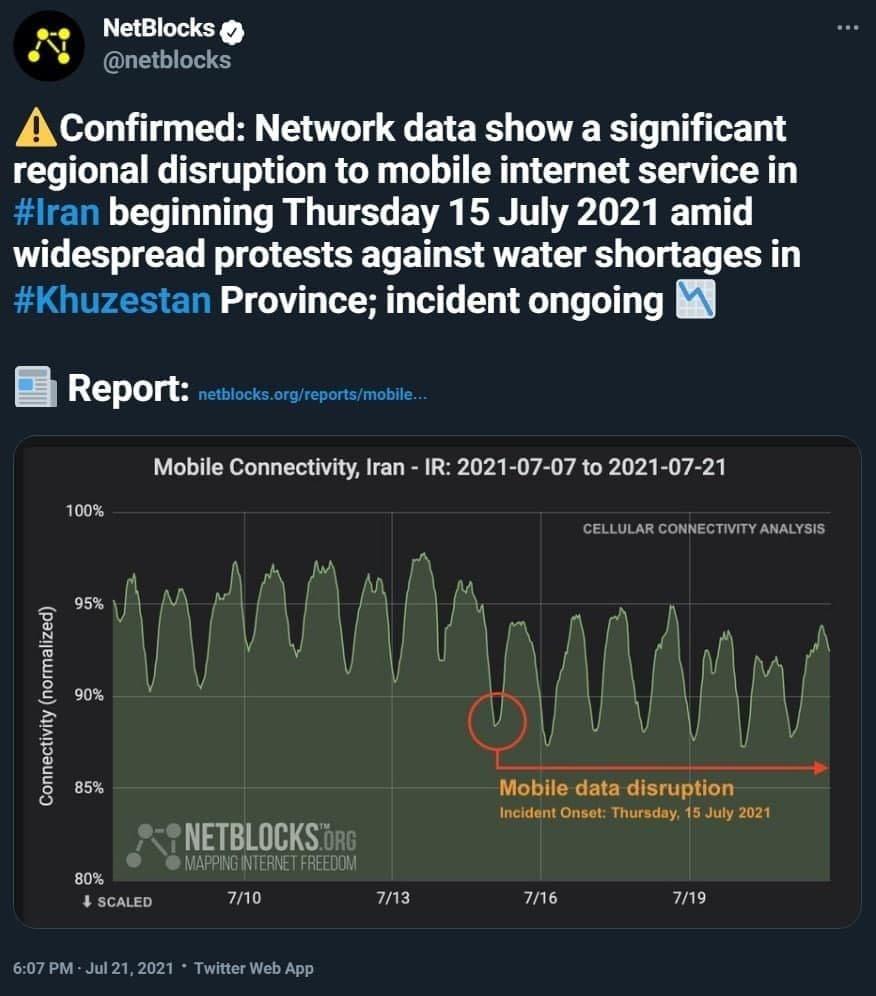 NetBlocks
@netblocks
⚠️Confirmed: Network data show a significant
regional disruption to mobile internet service in
#Iran beginning Thursday 15 July 2021 amid
widespread protests against water shortages in
#Khuzestan Province; incident ongoing 📉
📰 Report: netblocks.org/reports/mobile...
Mobile Connectivity, Iran - IR: 2021-07-07 to 2021-07-21
CELLULAR CONNECTIVITY ANALYSIS
Connectivity (normalized)
100%
95%
90%
85%
80%
Mobile data disruption
Incident Onset: Thursday, 15 July 2021
NETBLOCKS™.ORG
MAPPING INTERNET FREEDOM
⬇ SCALED
7/10
7/13
7/16
7/19
6:07 PM · Jul 21, 2021 · Twitter Web App